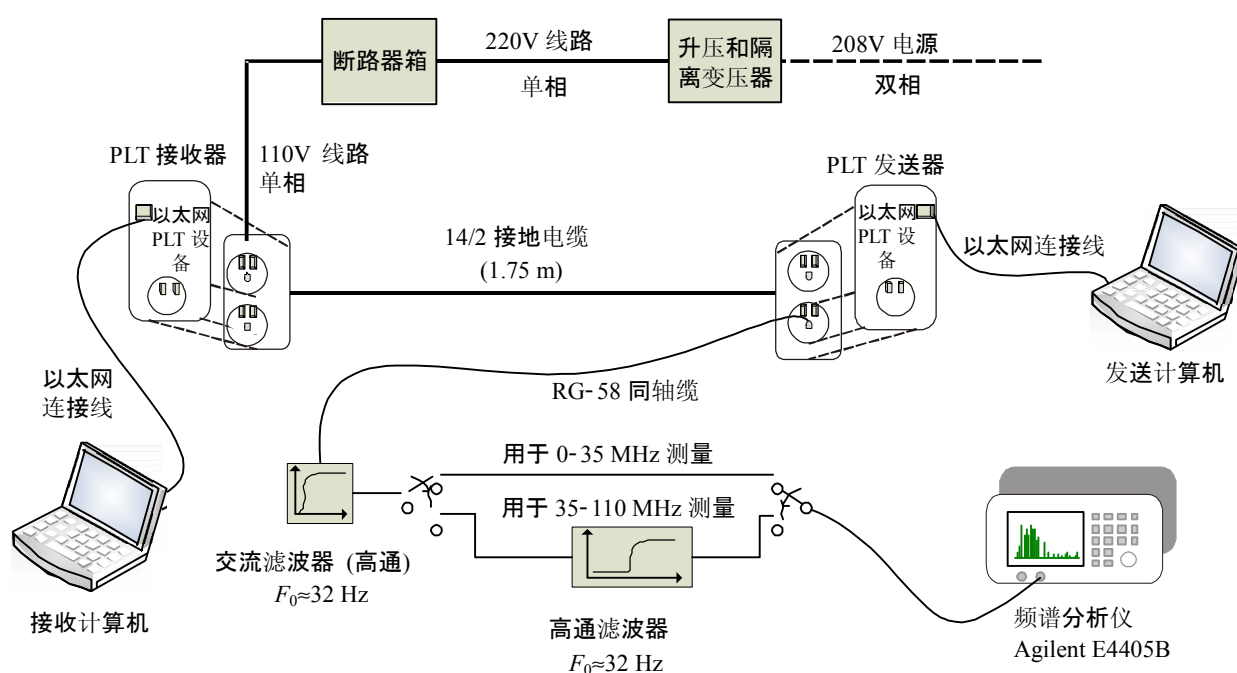 断路器箱
220V 线路
单相
升压和隔
离变压器
208V 电源
双相
PLT 接收器
110V 线路
单相
以太网
PLT 设
备
14/2 接地电缆
(1.75 m)
PLT 发送器
以太网
PLT 设
备
以太网连接线
发送计算机
以太网
连接线
RG-58 同轴缆
用于 0-35 MHz 测量
用于 35-110 MHz 测量
交流滤波器 (高通)
F0≈32 Hz
高通滤波器
F0≈32 Hz
接收计算机
频谱分析仪
Agilent E4405B